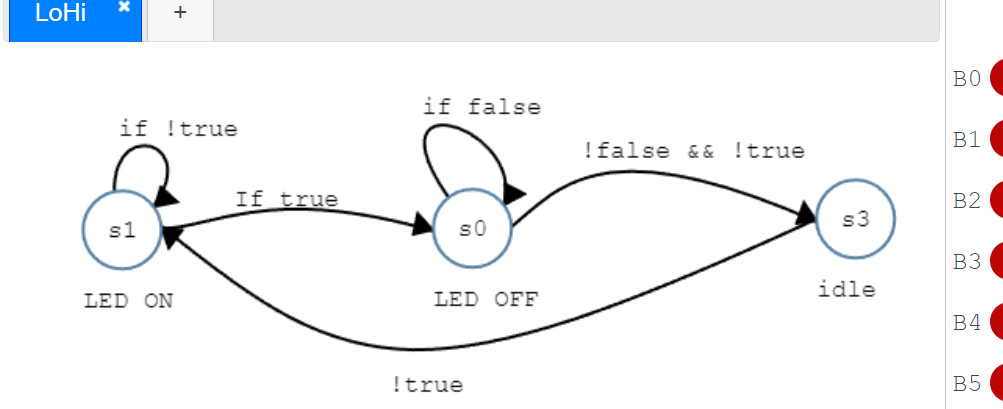 LoHi × +
if !true
if false
!false && !true
If true
s1
s0
s3
LED ON
LED OFF
idle
!true
B0
B1
B2
B3
B4
B5